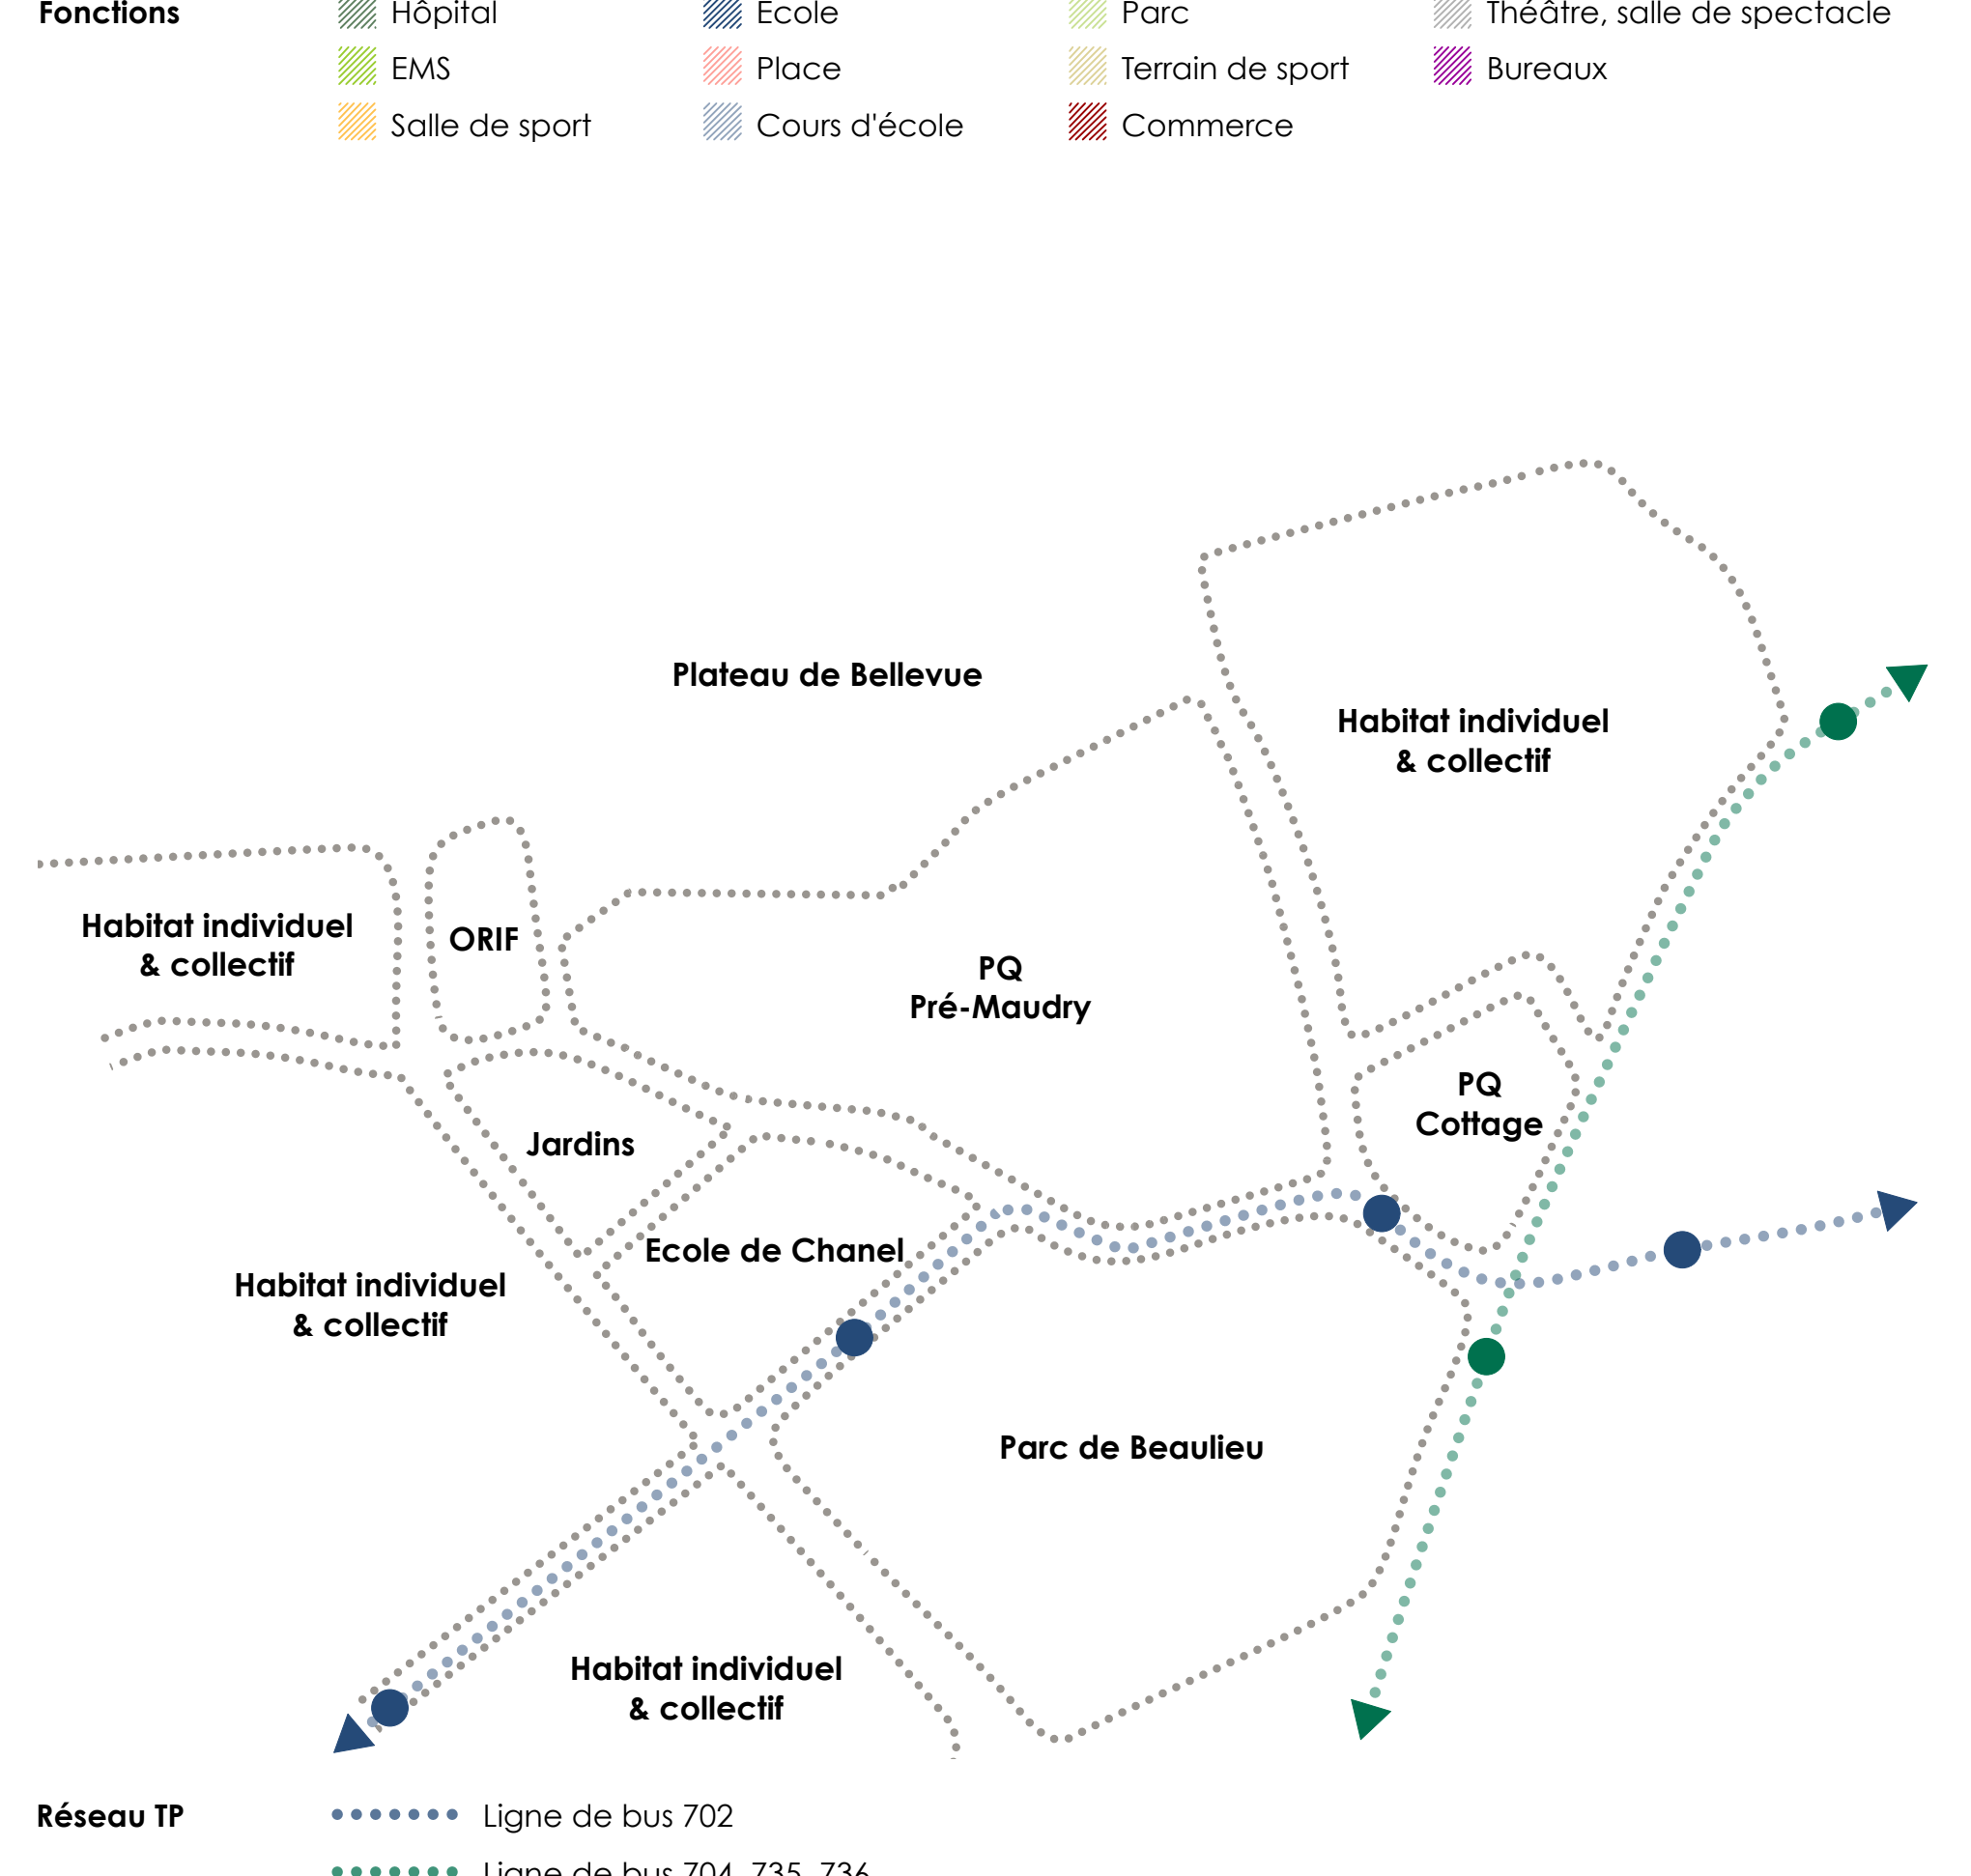 Fonctions
Hôpital
Ecole
Parc
Théâtre, salle de spectacle
EMS
Place
Terrain de sport
Bureaux
Salle de sport
Cours d'école
Commerce
Plateau de Bellevue
Habitat individuel
& collectif
Habitat individuel
& collectif
ORIF
PQ
Pré-Maudry
PQ
Cottage
Jardins
Ecole de Chanel
Habitat individuel
& collectif
Parc de Beaulieu
Habitat individuel
& collectif
Réseau TP
Ligne de bus 702
Ligne de bus 704, 735, 736